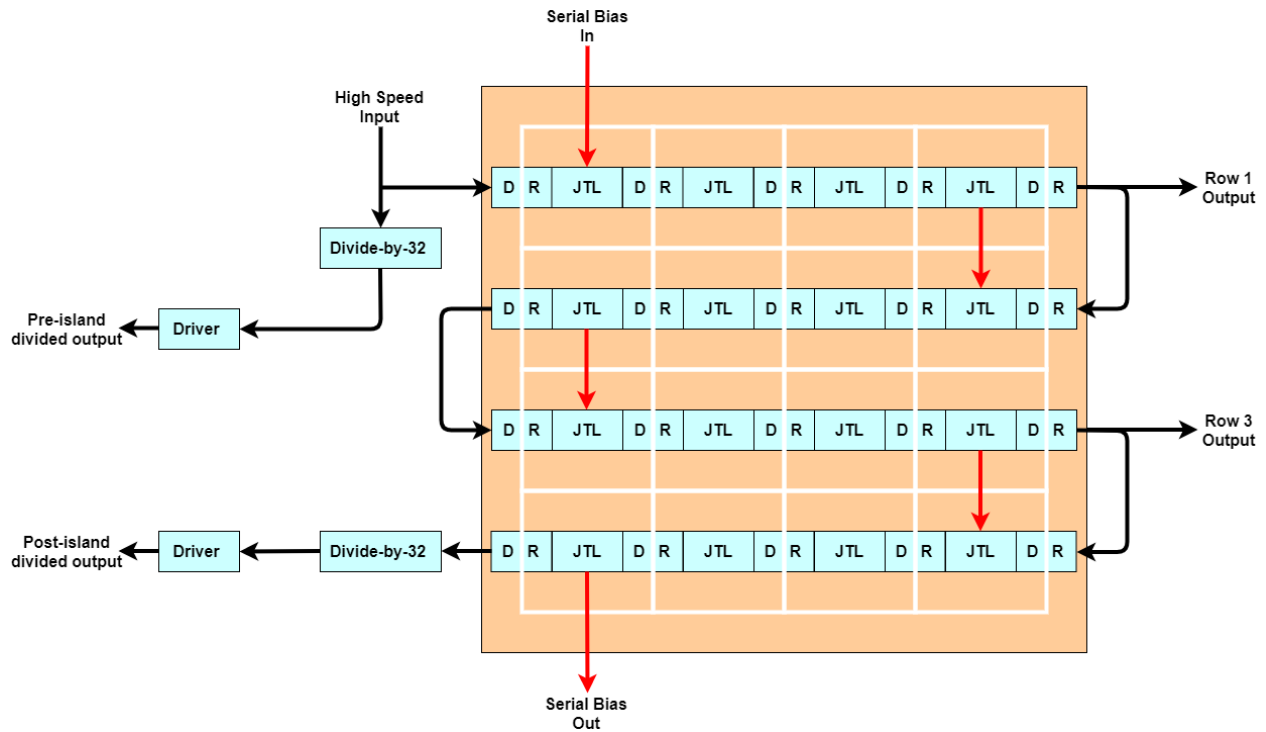 Serial Bias
In
High Speed
Input
D R JTL D R JTL D R JTL D R JTL D R
Row 1
Output
Divide-by-32
Pre-island
divided output
Driver
D R JTL D R JTL D R JTL D R JTL D R
D R JTL D R JTL D R JTL D R JTL D R
Row 3
Output
Post-island
divided output
Driver
Divide-by-32
D R JTL D R JTL D R JTL D R JTL D R
Serial Bias
Out